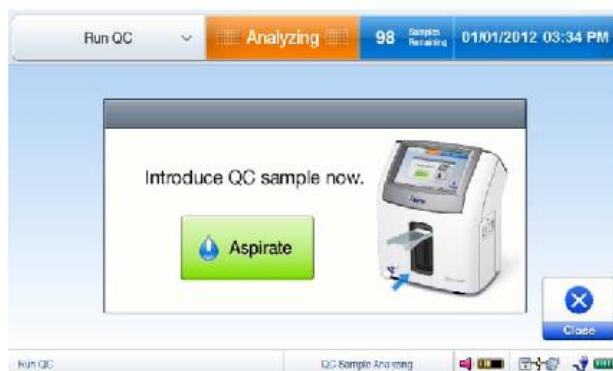 Run QC
Analyzing
98 Samples Remaining
01/01/2012 03:34 PM
Introduce QC sample now.
Aspirate
Close
Run QC
QC Sample Analyzing